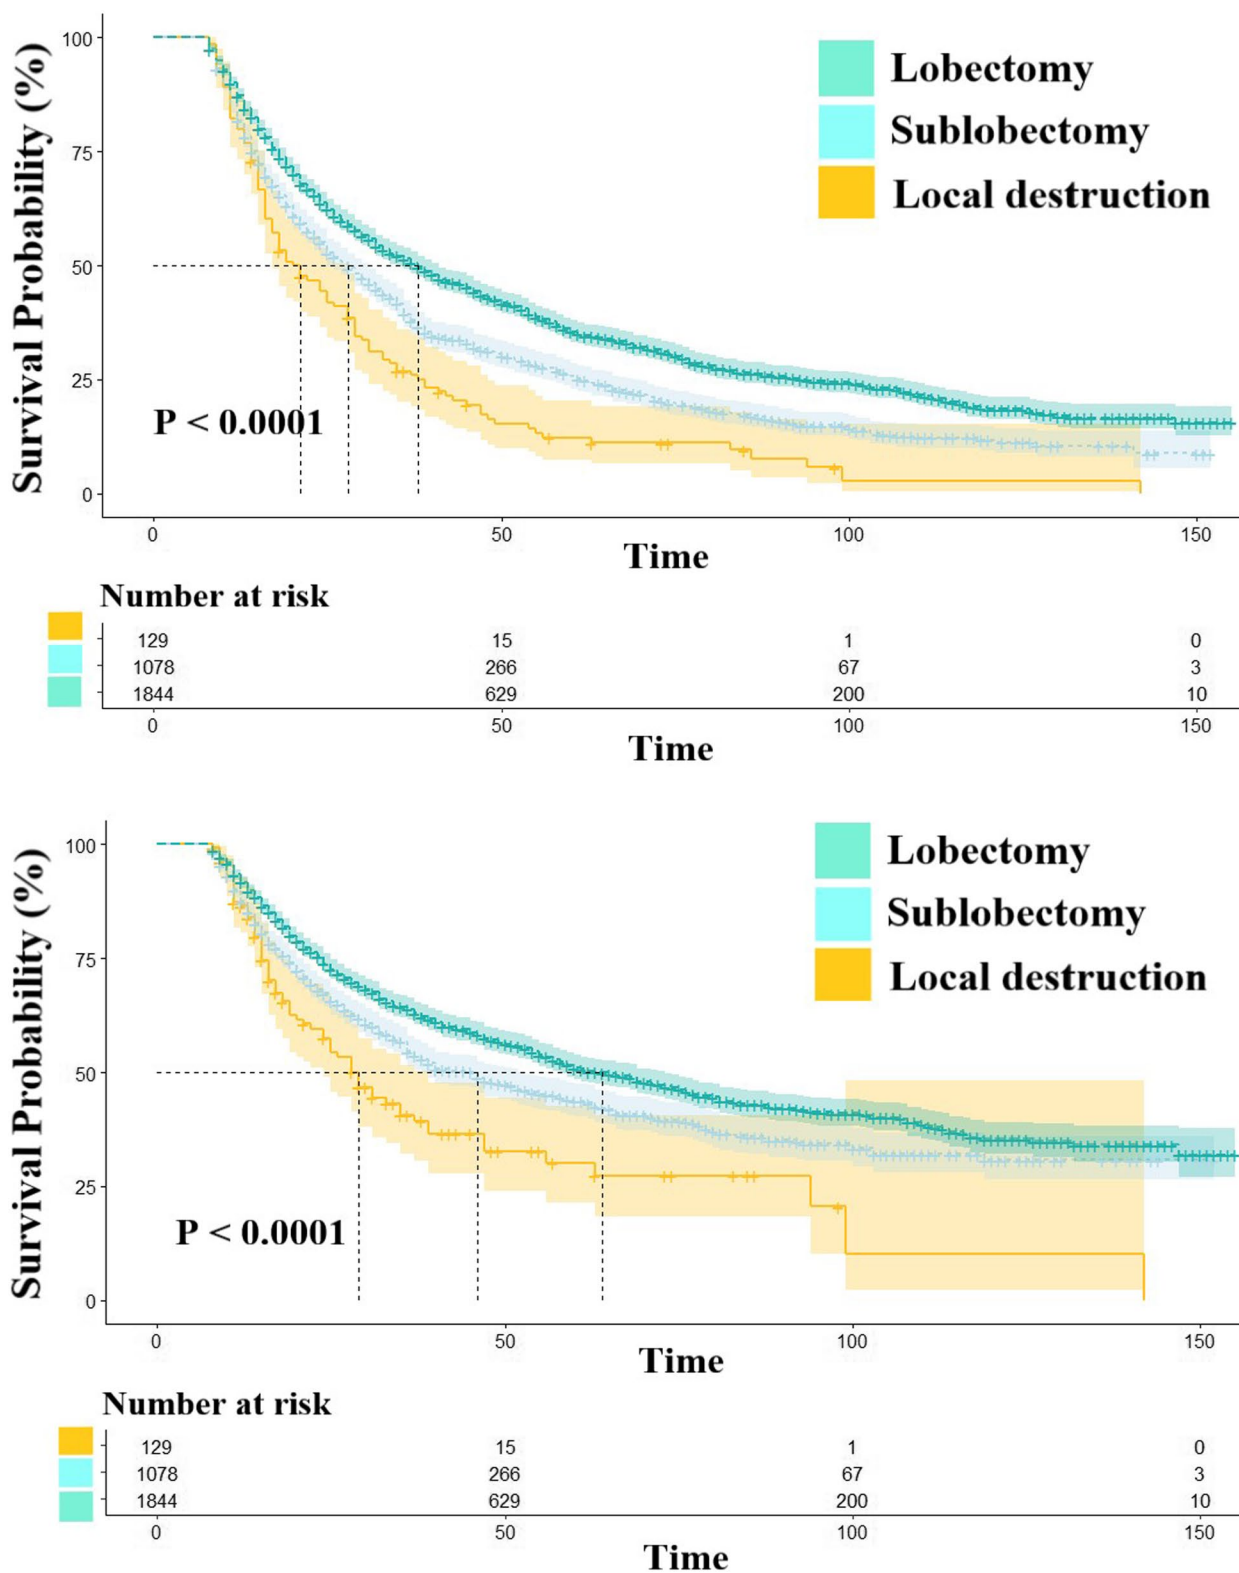 Survival Probability (%)
100
75
50
25
0
Lobectomy
Sublobectomy
Local destruction
P < 0.0001
0 50 100 150
Time
Number at risk
129 15 1 0
1078 266 67 3
1844 629 200 10
0 50 100 150
Time
Survival Probability (%)
100
75
50
25
0
Lobectomy
Sublobectomy
Local destruction
P < 0.0001
0 50 100 150
Time
Number at risk
129 15 1 0
1078 266 67 3
1844 629 200 10
0 50 100 150
Time